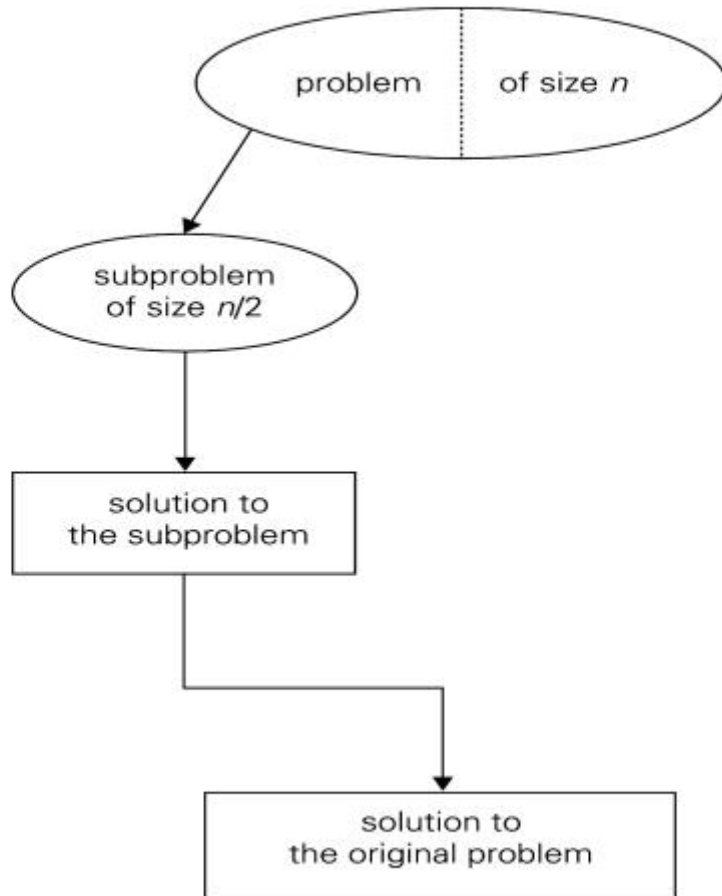 problem of size n
subproblem
of size n/2
solution to
the subproblem
solution to
the original problem